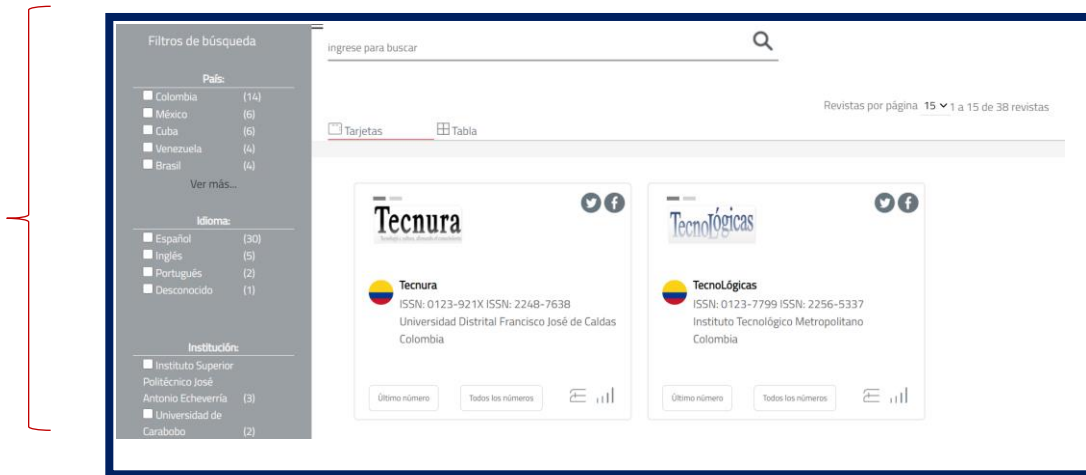 Filtros de búsqueda
País:
Colombia (14)
México (6)
Cuba (6)
Venezuela (4)
Brasil (4)
Ver más...
Idioma:
Español (30)
Inglés (5)
Portugués (2)
Desconocido (1)
Institución:
Instituto Superior
Politécnico José
Antonio Echeverría (3)
Universidad de
Carabobo (2)
ingrese para buscar
Revistas por página 15 1 a 15 de 38 revistas
Tarjetas Tabla
Tecnura
Tecnura
ISSN: 0123-921X ISSN: 2248-7638
Universidad Distrital Francisco José de Caldas
Colombia
Último número Todos los números
TecnoLógicas
TecnoLógicas
ISSN: 0123-7799 ISSN: 2256-5337
Instituto Tecnológico Metropolitano
Colombia
Último número Todos los números